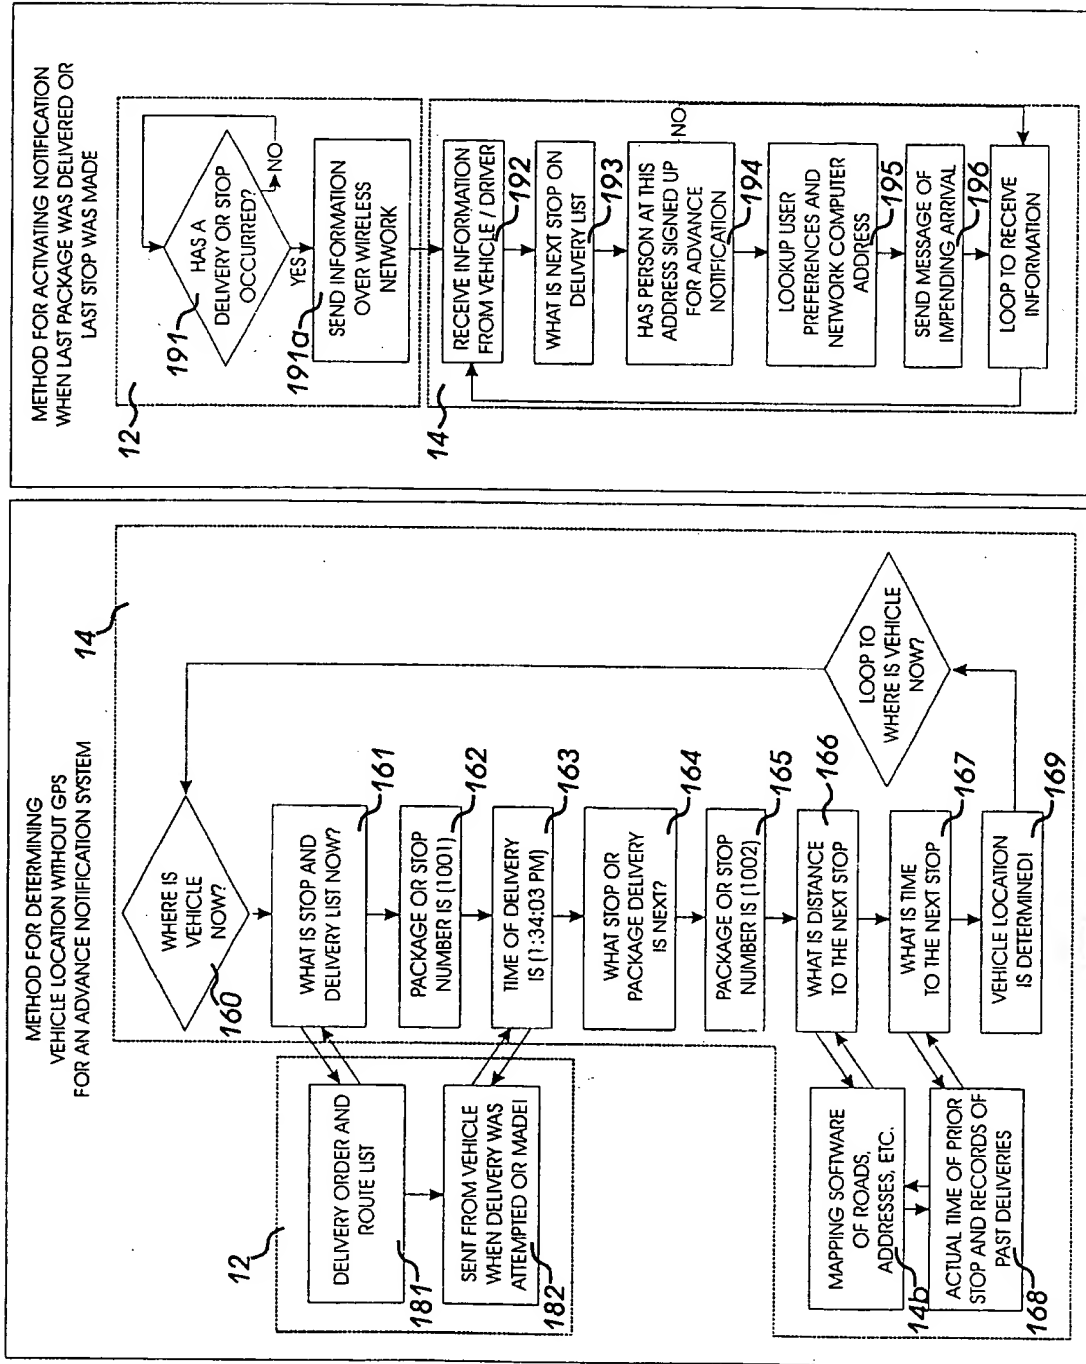 METHOD FOR DETERMINING
VEHICLE LOCATION WITHOUT GPS
FOR AN ADVANCE NOTIFICATION SYSTEM
14
WHERE IS
VEHICLE
NOW?
160
WHAT IS STOP AND
DELIVERY LIST NOW?
161
PACKAGE OR STOP
NUMBER IS (1001)
162
TIME OF DELIVERY
IS (1:34:03 PM)
163
WHAT STOP OR
PACKAGE DELIVERY
IS NEXT?
164
PACKAGE OR STOP
NUMBER IS (1002)
165
WHAT IS DISTANCE
TO THE NEXT STOP
166
WHAT IS TIME
TO THE NEXT STOP
167
VEHICLE LOCATION
IS DETERMINED!
169
LOOP TO
WHERE IS VEHICLE
NOW?
12
DELIVERY ORDER AND
ROUTE LIST
181
SENT FROM VEHICLE
WHEN DELIVERY WAS
ATTEMPTED OR MADE!
182
MAPPING SOFTWARE
OF ROADS,
ADDRESSES, ETC.
14b
ACTUAL TIME OF PRIOR
STOP AND RECORDS OF
PAST DELIVERIES
168
METHOD FOR ACTIVATING NOTIFICATION
WHEN LAST PACKAGE WAS DELIVERED OR
LAST STOP WAS MADE
12
HAS A
DELIVERY OR STOP
OCCURRED?
191
NO
YES
SEND INFORMATION
OVER WIRELESS
NETWORK
191a
14
RECEIVE INFORMATION
FROM VEHICLE / DRIVER
192
WHAT IS NEXT STOP ON
DELIVERY LIST
193
HAS PERSON AT THIS
ADDRESS SIGNED UP
FOR ADVANCE
NOTIFICATION
194
NO
LOOKUP USER
PREFERENCES AND
NETWORK COMPUTER
ADDRESS
195
SEND MESSAGE OF
IMPENDING ARRIVAL
196
LOOP TO RECEIVE
INFORMATION